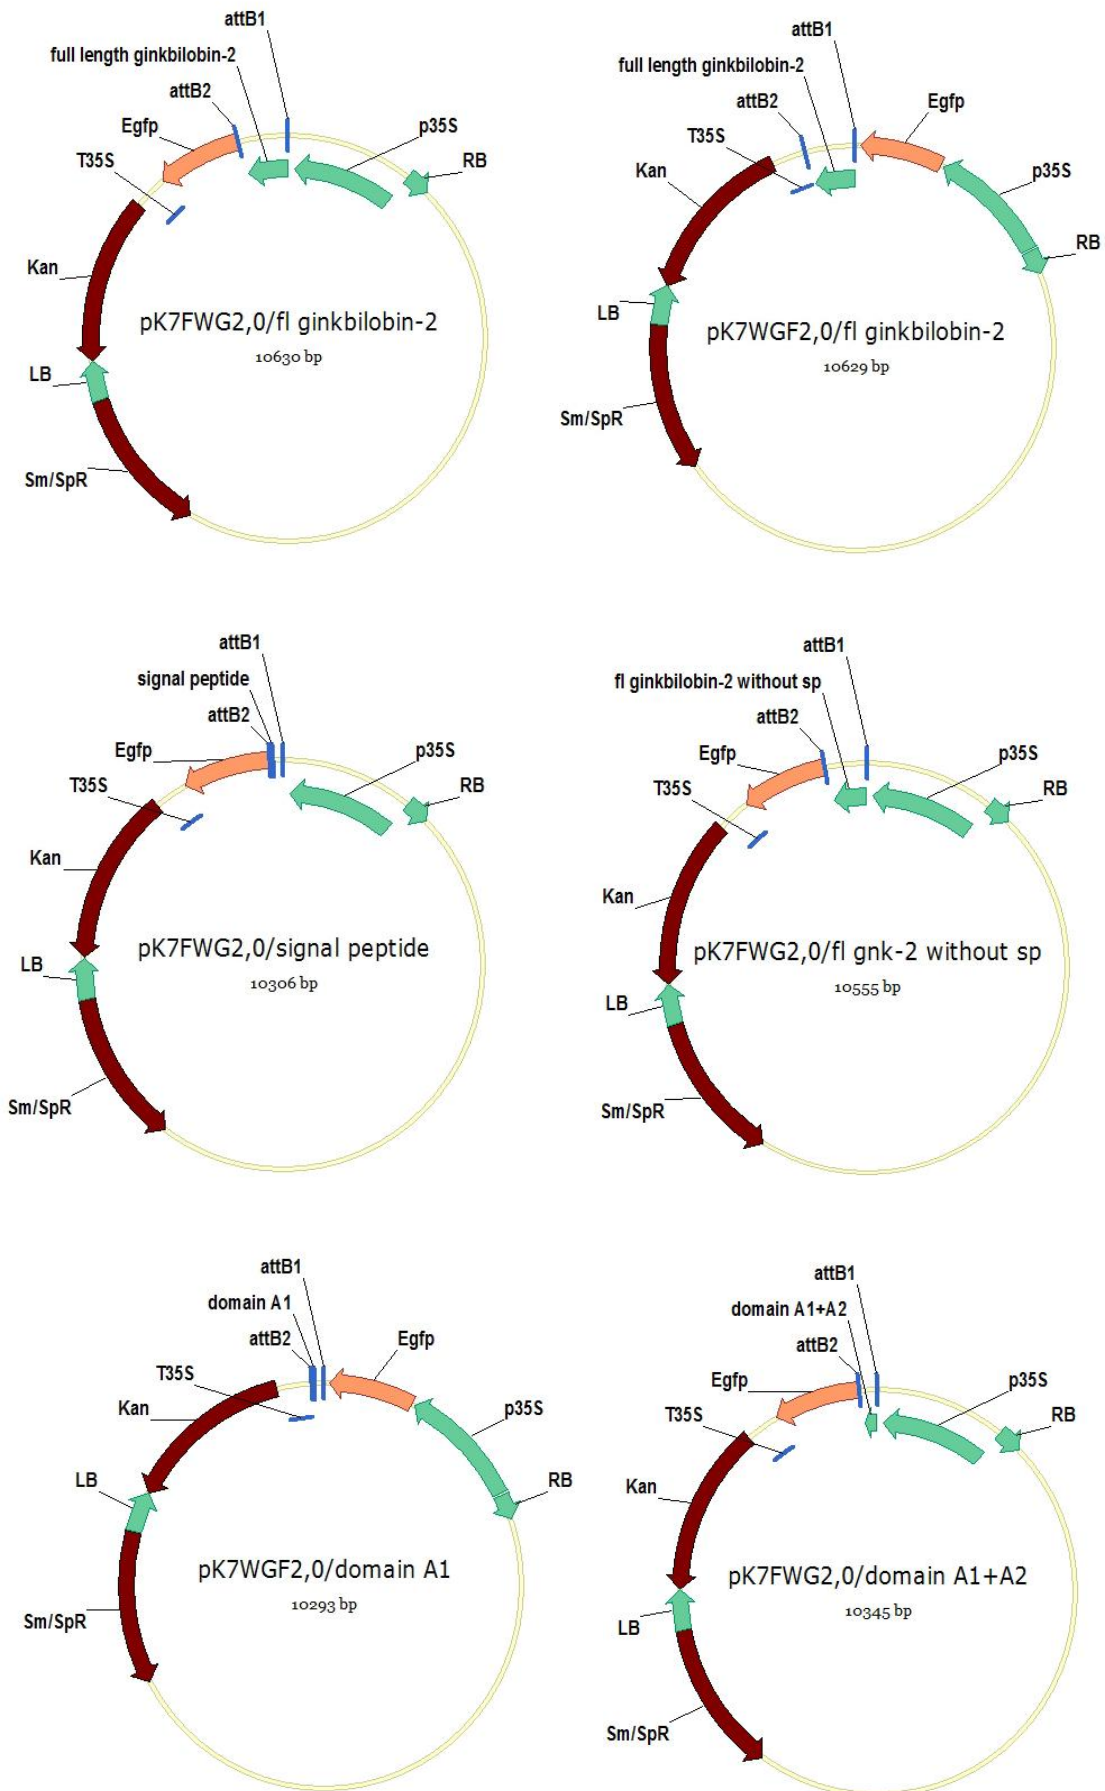 attB1
full length ginkbilobin-2
attB2
Egfp
p35S
T35S
RB
Kan
pK7FWG2,0/fl ginkbilobin-2
10630 bp
LB
Sm/SpR
attB1
full length ginkbilobin-2
attB2
Egfp
T35S
Kan
p35S
RB
LB
pK7WGF2,0/fl ginkbilobin-2
10629 bp
Sm/SpR
attB1
signal peptide
attB2
Egfp
p35S
T35S
RB
Kan
pK7FWG2,0/signal peptide
10306 bp
LB
Sm/SpR
attB1
fl ginkbilobin-2 without sp
attB2
Egfp
p35S
T35S
RB
Kan
pK7FWG2,0/fl gnk-2 without sp
10555 bp
LB
Sm/SpR
attB1
domain A1
attB2
Egfp
T35S
Kan
p35S
LB
RB
pK7WGF2,0/domain A1
10293 bp
Sm/SpR
attB1
domain A1+A2
attB2
Egfp
p35S
T35S
RB
Kan
pK7FWG2,0/domain A1+A2
10345 bp
LB
Sm/SpR